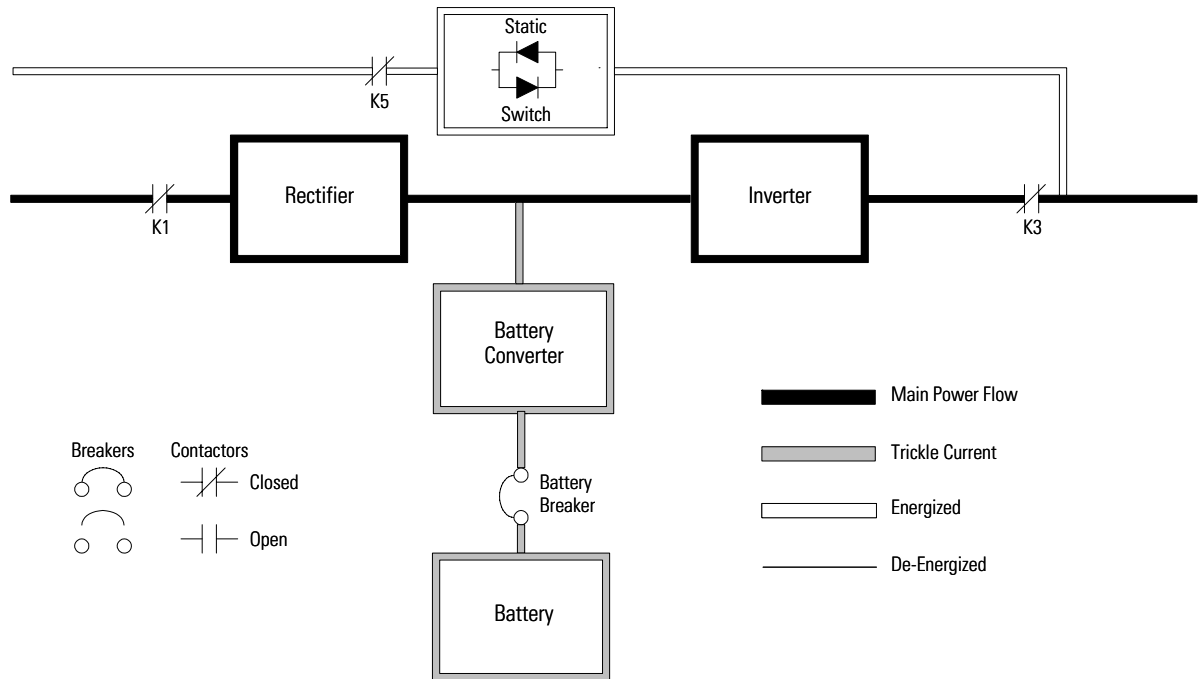 Static
Switch
K5
Rectifier
Inverter
K1
K3
Battery
Converter
Main Power Flow
Breakers
Contactors
Trickle Current
Closed
Battery
Breaker
Energized
Open
De-Energized
Battery